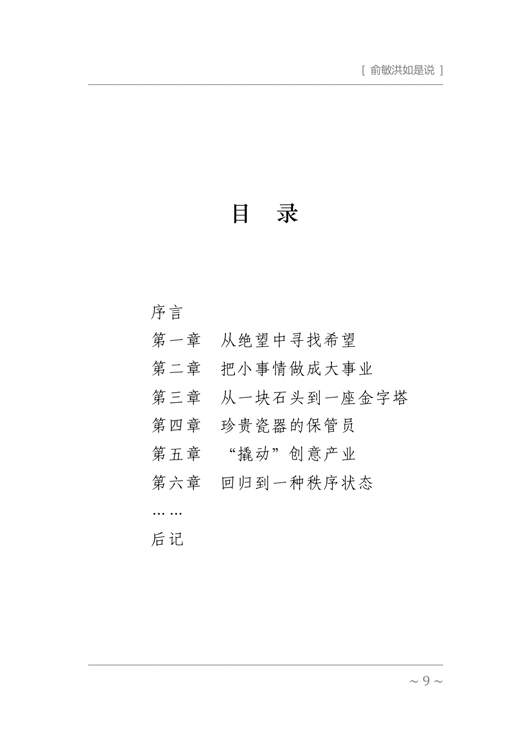 [ 俞敏洪如是说 ]
目 录
序言
第一章 从绝望中寻找希望
第二章 把小事情做成大事业
第三章 从一块石头到一座金字塔
第四章 珍贵瓷器的保管员
第五章 “撬动”创意产业
第六章 回归到一种秩序状态
……
后记
~ 9 ~